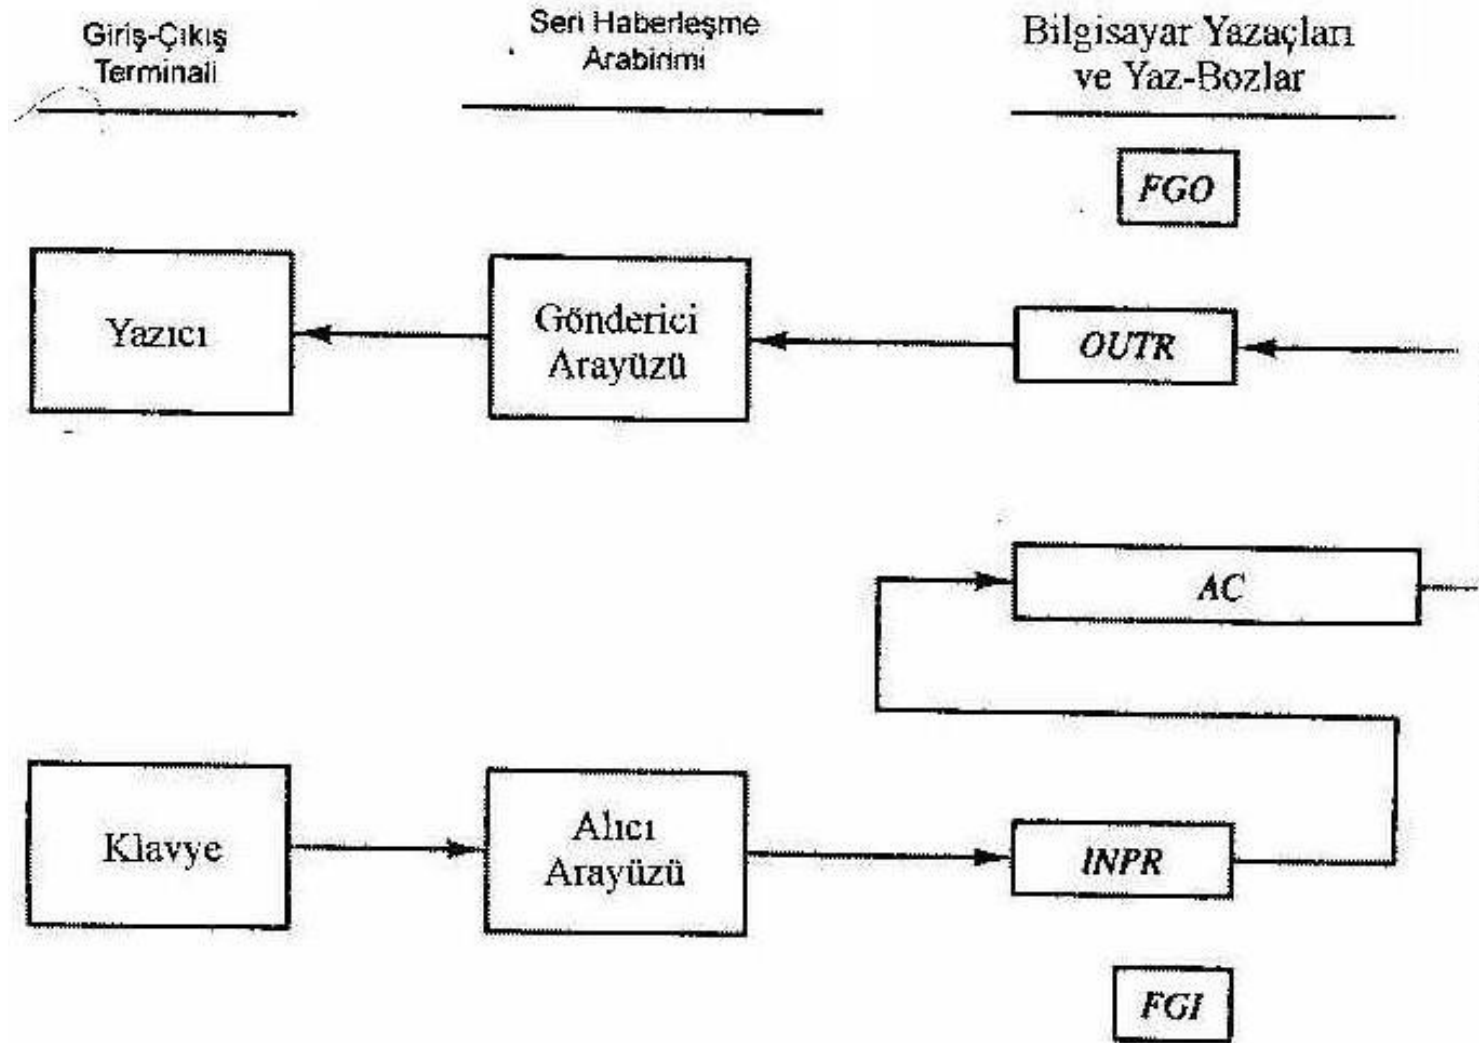 Giriş-Çıkış
Terminali
Seri Haberleşme
Arabirimi
Bilgisayar Yazaçları
ve Yaz-Bozlar
FGO
Yazıcı
Gönderici
Arayüzü
OUTR
AC
Klavye
Alıcı
Arayüzü
INPR
FGI